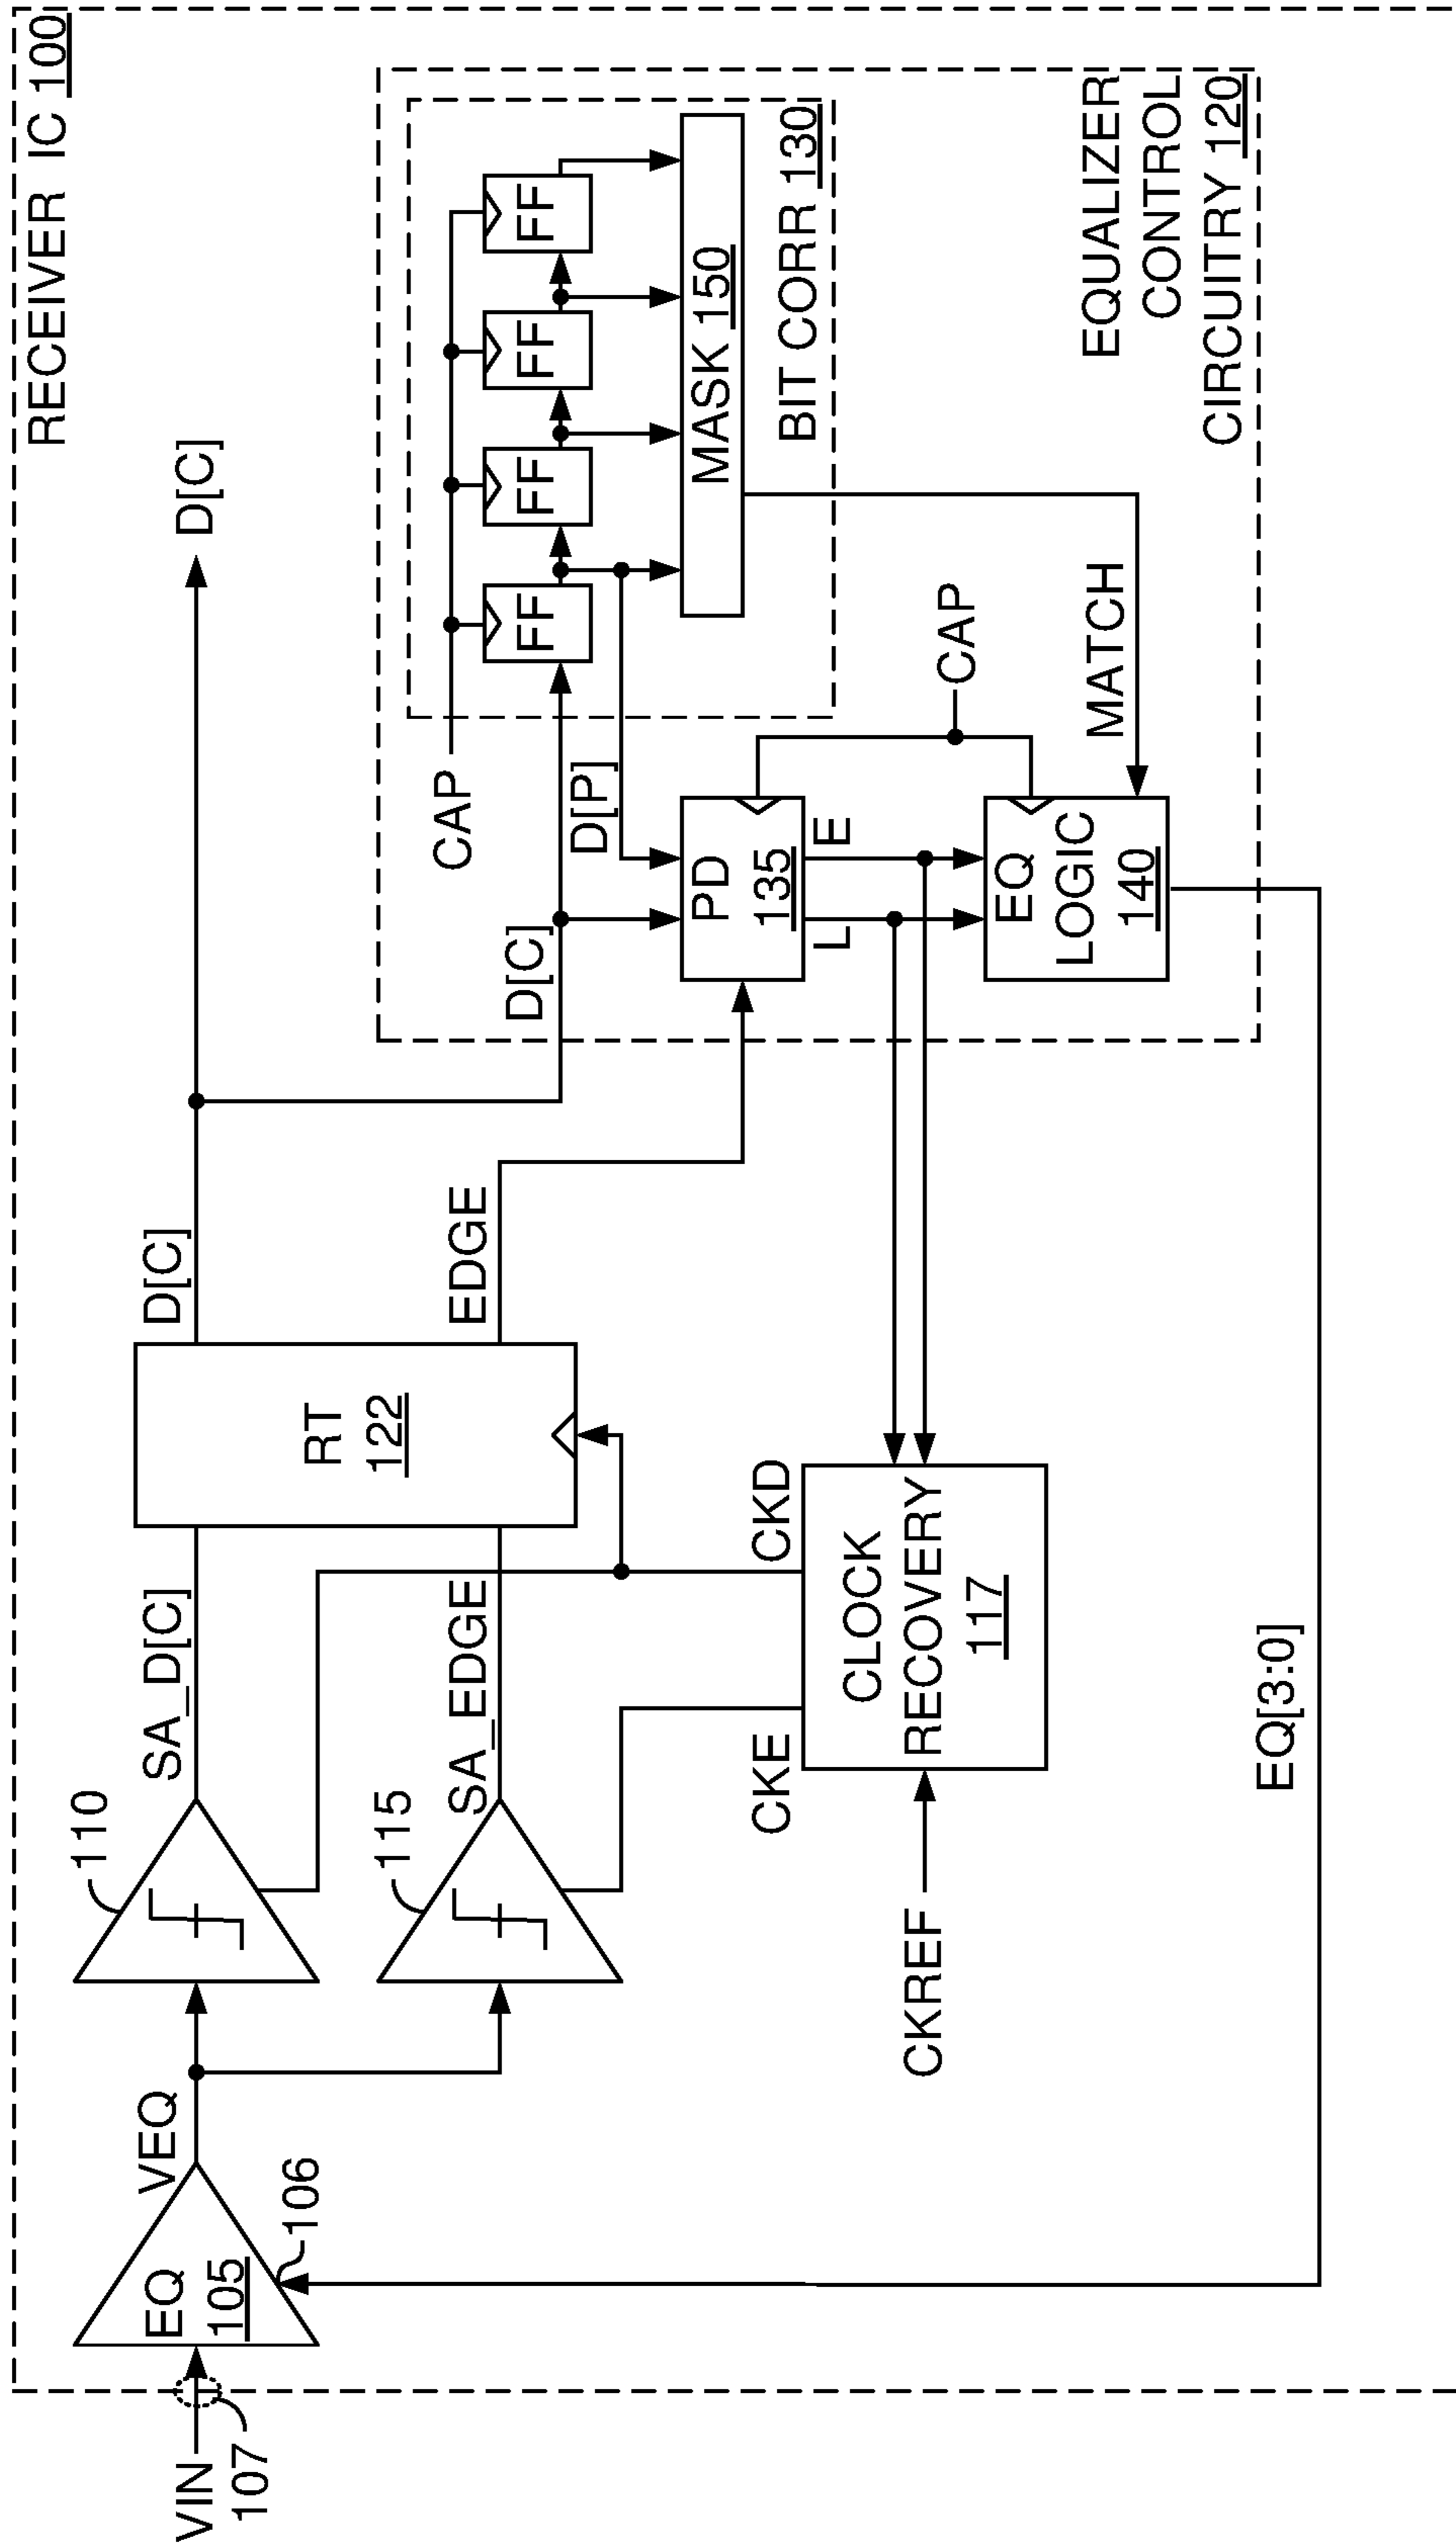 RECEIVER IC 100
VIN
107
EQ
105
106
VEQ
110
115
SA_D[C]
SA_EDGE
RT
122
D[C]
EDGE
D[C]
CKREF
CKE
CKD
CLOCK
RECOVERY
117
D[C]
D[P]
CAP
FF
FF
FF
FF
MASK 150
BIT CORR 130
PD
135
L
E
CAP
EQ
LOGIC
140
MATCH
EQUALIZER
CONTROL
CIRCUITRY 120
EQ[3:0]